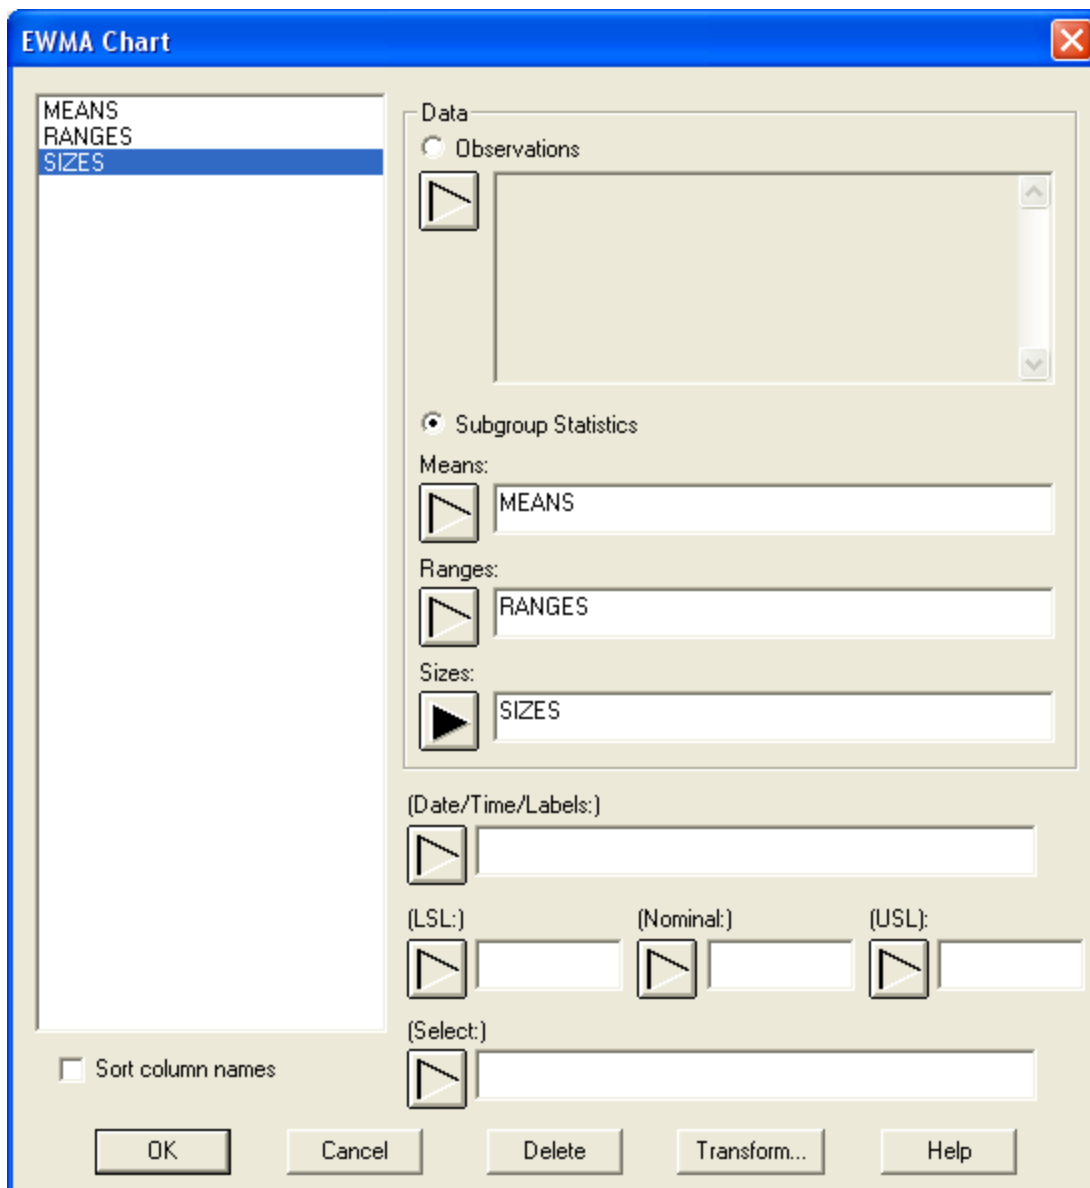 EWMA Chart
MEANS
RANGES
SIZES
Sort column names
Data
Observations
Subgroup Statistics
Means:
MEANS
Ranges:
RANGES
Sizes:
SIZES
(Date/Time/Labels:)
(LSL:) (Nominal:) (USL):
(Select:)
OK Cancel Delete Transform... Help